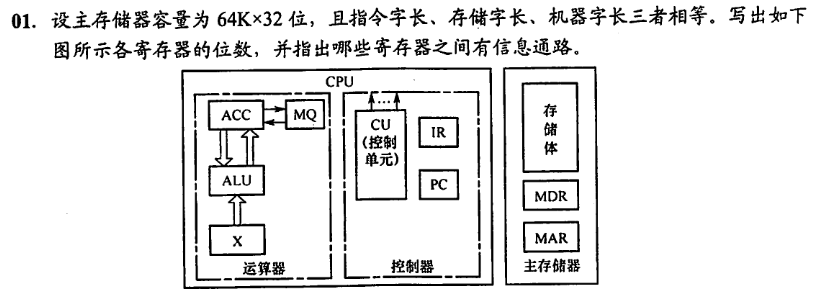 01. 设主存储器容量为 64K×32 位，且指令字长、存储字长、机器字长三者相等。写出如下
图所示各寄存器的位数，并指出哪些寄存器之间有信息通路。
CPU
ACC
MQ
ALU
X
运算器
...
CU
(控制
单元)
IR
PC
控制器
存
储
体
MDR
MAR
主存储器